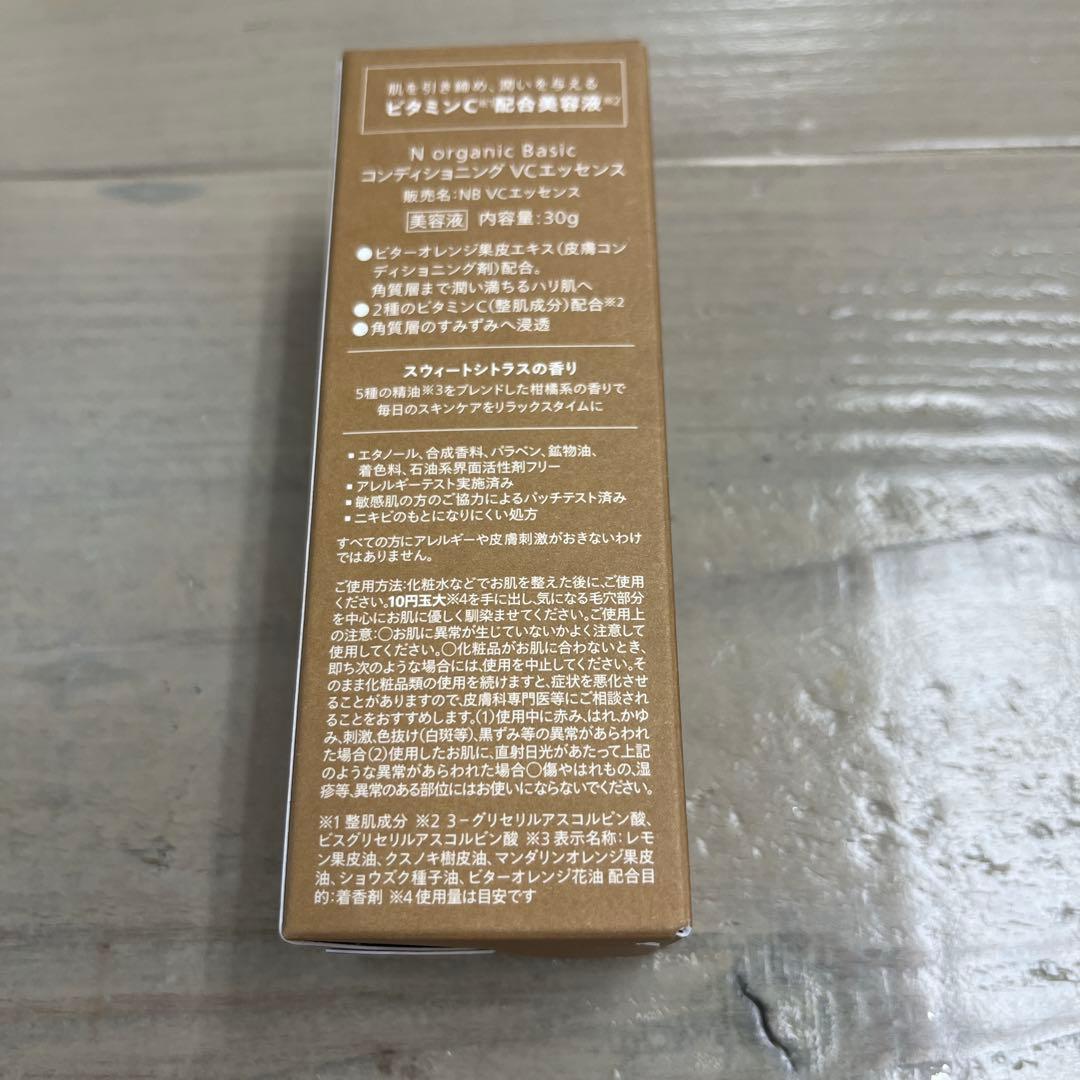 肌を引き締め、潤いを与える
ビタミンC※1配合美容液※2
N organic Basic
コンディショニング VCエッセンス
販売名:NB VCエッセンス
美容液 内容量:30g
●ビターオレンジ果皮エキス(皮膚コン
ディショニング剤)配合。
角質層まで潤い満ちるハリ肌へ
●2種のビタミンC(整肌成分)配合※2
●角質層のすみずみへ浸透
スウィートシトラスの香り
5種の精油※3をブレンドした柑橘系の香りで
毎日のスキンケアをリラックスタイムに
▪エタノール、合成香料、パラベン、鉱物油、
着色料、石油系界面活性剤フリー
▪アレルギーテスト実施済み
▪敏感肌の方のご協力によるパッチテスト済み
▪ニキビのもとになりにくい処方
すべての方にアレルギーや皮膚刺激がおきないわけ
ではありません。
ご使用方法:化粧水などでお肌を整えた後に、ご使用
ください。10円玉大※4を手に出し、気になる毛穴部分
を中心にお肌に優しく馴染ませてください。ご使用上
の注意:○お肌に異常が生じていないかよく注意して
使用してください。○化粧品がお肌に合わないとき、
即ち次のような場合には、使用を中止してください。そ
のまま化粧品類の使用を続けますと、症状を悪化させ
ることがありますので、皮膚科専門医等にご相談され
ることをおすすめします。(1)使用中に赤み、はれ、かゆ
み、刺激、色抜け(白斑等)、黒ずみ等の異常があらわれ
た場合(2)使用したお肌に、直射日光があたって上記
のような異常があらわれた場合○傷やはれもの、湿
疹等、異常のある部位にはお使いにならないでください。
※1 整肌成分 ※2 3-グリセリルアスコルビン酸、
ビスグリセリルアスコルビン酸 ※3 表示名称:レモ
ン果皮油、クスノキ樹皮油、マンダリンオレンジ果皮
油、ショウズク種子油、ビターオレンジ花油 配合目
的:着香剤 ※4 使用量は目安です